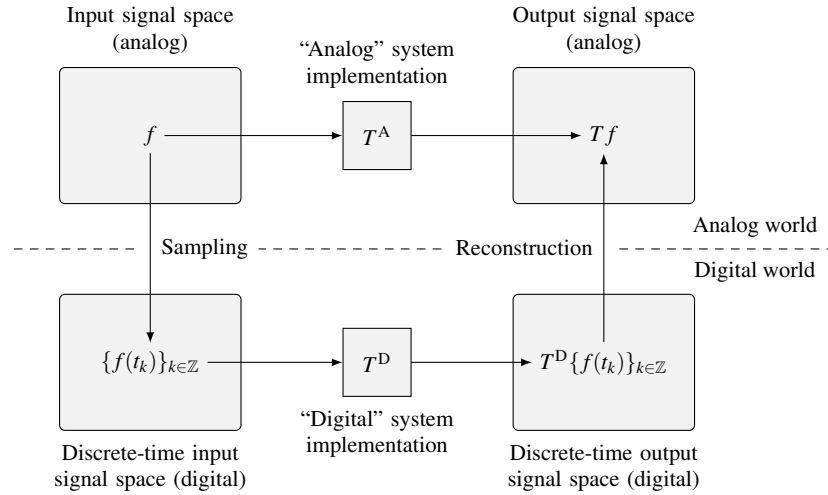 Input signal space
(analog)
“Analog” system
implementation
Output signal space
(analog)
f
T^A
Tf
Sampling
Reconstruction
Analog world
Digital world
{f(t_k)}_{k∈ℤ}
T^D
T^D{f(t_k)}_{k∈ℤ}
“Digital” system
implementation
Discrete-time input
signal space (digital)
Discrete-time output
signal space (digital)